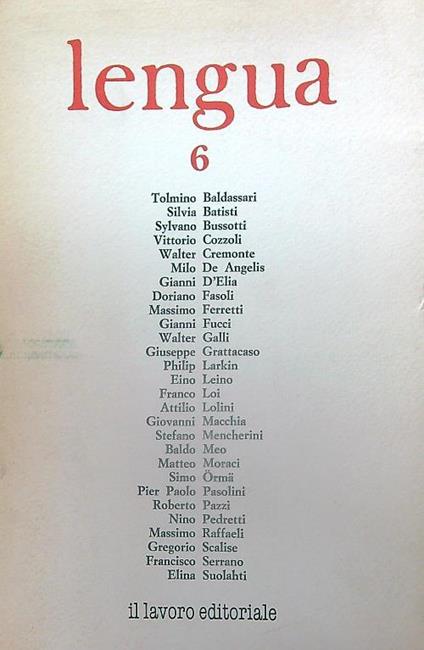 lengua
6
Tolmino Baldassari
Silvia Batisti
Sylvano Bussotti
Vittorio Cozzoli
Walter Cremonte
Milo De Angelis
Gianni D'Elia
Doriano Fasoli
Massimo Ferretti
Gianni Fucci
Walter Galli
Giuseppe Grattacaso
Philip Larkin
Eino Leino
Franco Loi
Attilio Lolini
Giovanni Macchia
Stefano Mencherini
Baldo Meo
Matteo Moraci
Simo Örmä
Pier Paolo Pasolini
Roberto Pazzi
Nino Pedretti
Massimo Raffaeli
Gregorio Scalise
Francisco Serrano
Elina Suolahti
il lavoro editoriale